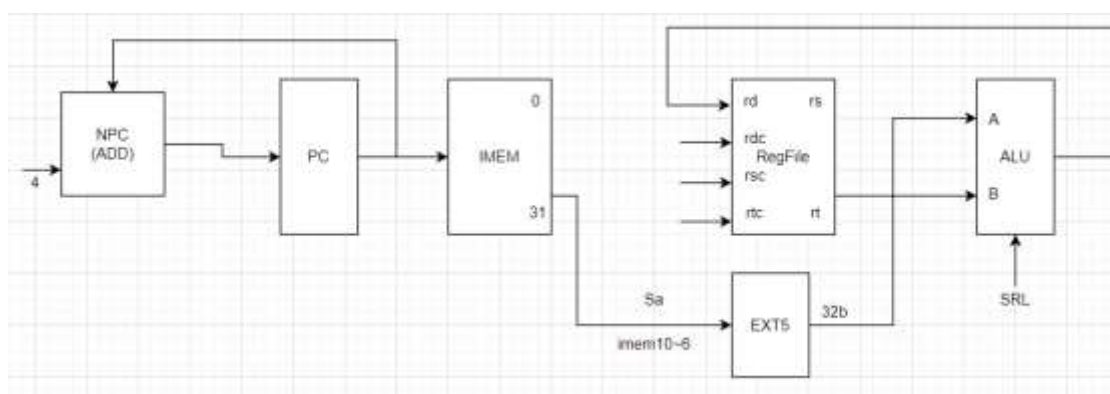 NPC
(ADD)
4
PC
0
IMEM
31
rd rs
rdc
RegFile
rsc
rtc rt
A
ALU
B
SRL
Sa
imem10~6
EXT5
32b